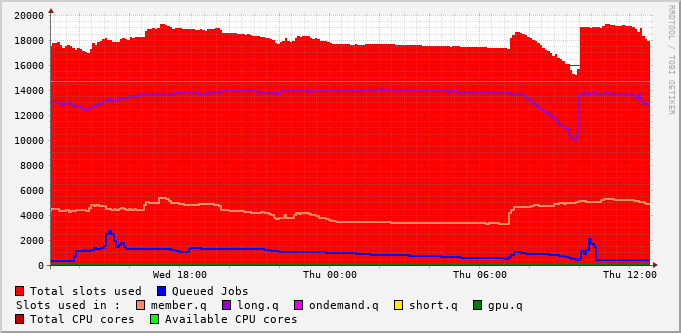 20000
18000
16000
14000
12000
10000
8000
6000
4000
2000
0
Wed 18:00 Thu 00:00 Thu 06:00 Thu 12:00
RRDTOOL / TOBI OETIKER
Total slots used Queued Jobs
Slots used in : member.q long.q ondemand.q short.q gpu.q
Total CPU cores Available CPU cores